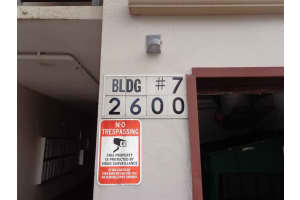 BLDG #7
2600
NO
TRESPASSING
THIS PROPERTY
IS PROTECTED BY
VIDEO SURVEILLANCE